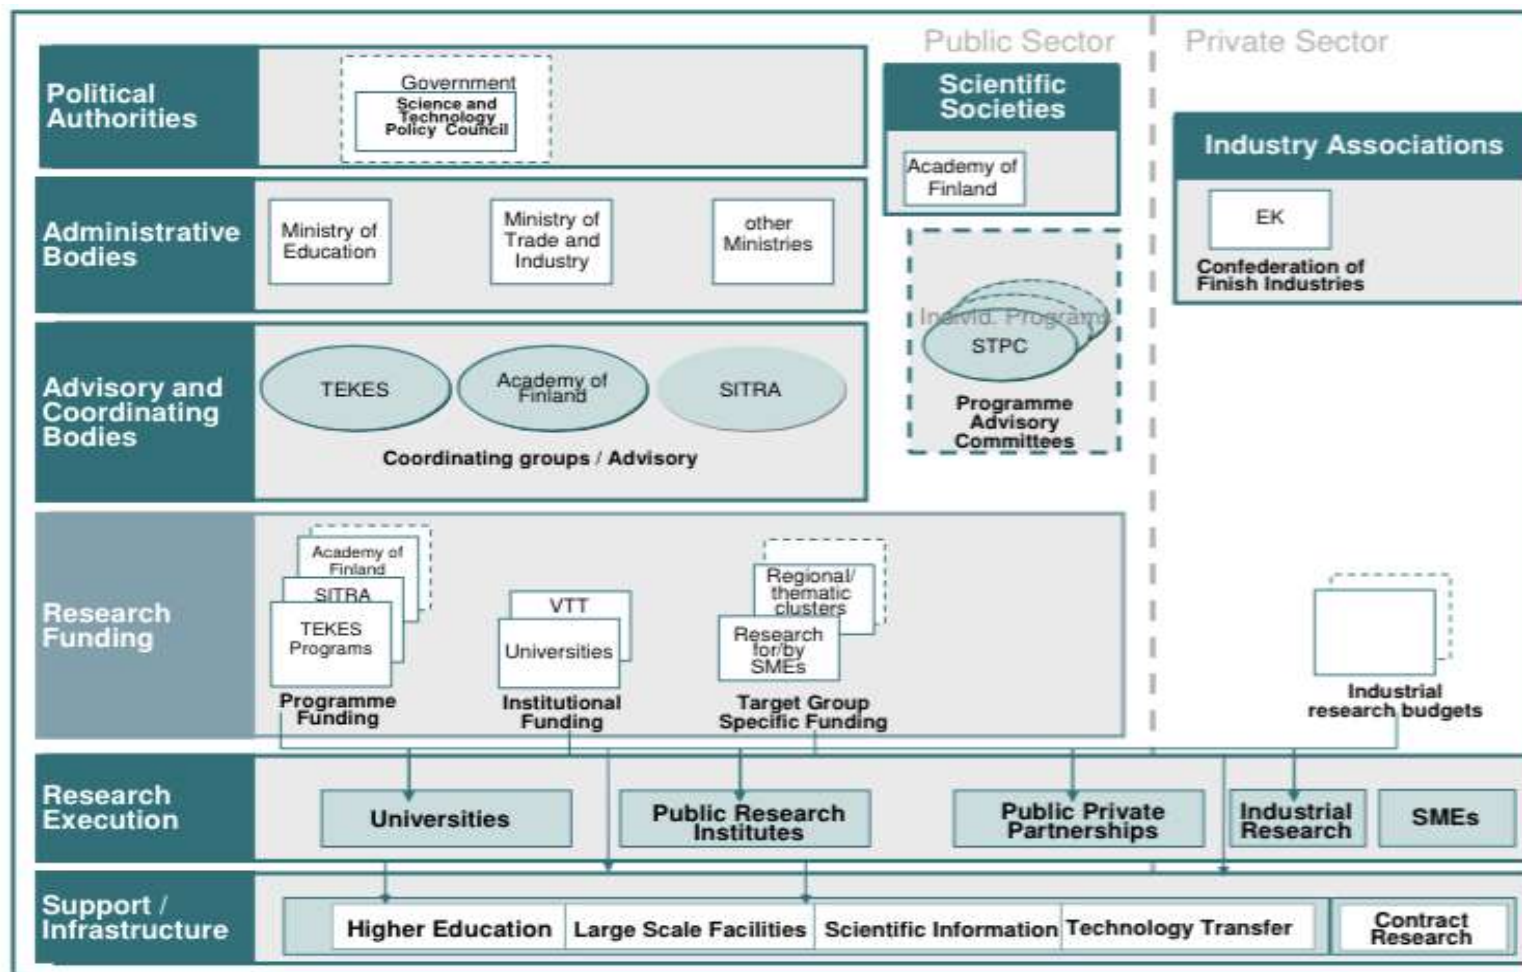 Public Sector
Private Sector
Political
Authorities
Government
Science and
Technology
Policy Council
Scientific
Societies
Academy of
Finland
Industry Associations
EK
Confederation of
Finish Industries
Administrative
Bodies
Ministry of
Education
Ministry of
Trade and
Industry
other
Ministries
Advisory and
Coordinating
Bodies
TEKES
Academy of
Finland
SITRA
Coordinating groups / Advisory
Individ. Programs
STPC
Programme
Advisory
Committees
Research
Funding
Academy of
Finland
SITRA
TEKES
Programs
Programme
Funding
VTT
Universities
Institutional
Funding
Regional/
thematic
clusters
Research
for/by
SMEs
Target Group
Specific Funding
Industrial
research budgets
Research
Execution
Universities
Public Research
Institutes
Public Private
Partnerships
Industrial
Research
SMEs
Support /
Infrastructure
Higher Education
Large Scale Facilities
Scientific Information
Technology Transfer
Contract
Research